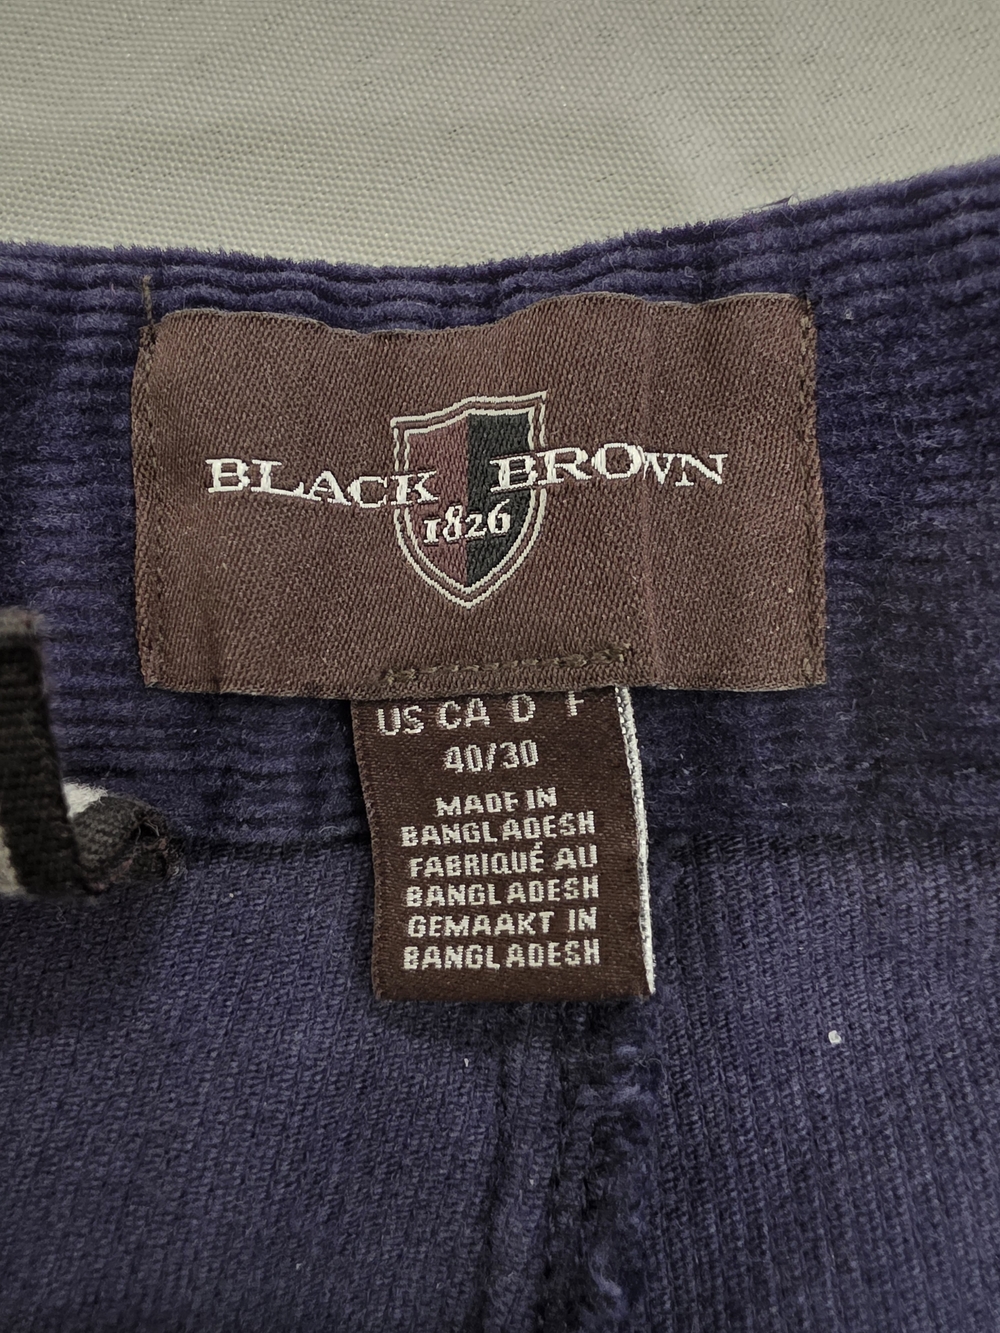 BLACK BROWN
1826
US CA D F
40/30
MADE IN
BANGLADESH
FABRIQUÉ AU
BANGLADESH
GEMAAKT IN
BANGLADESH